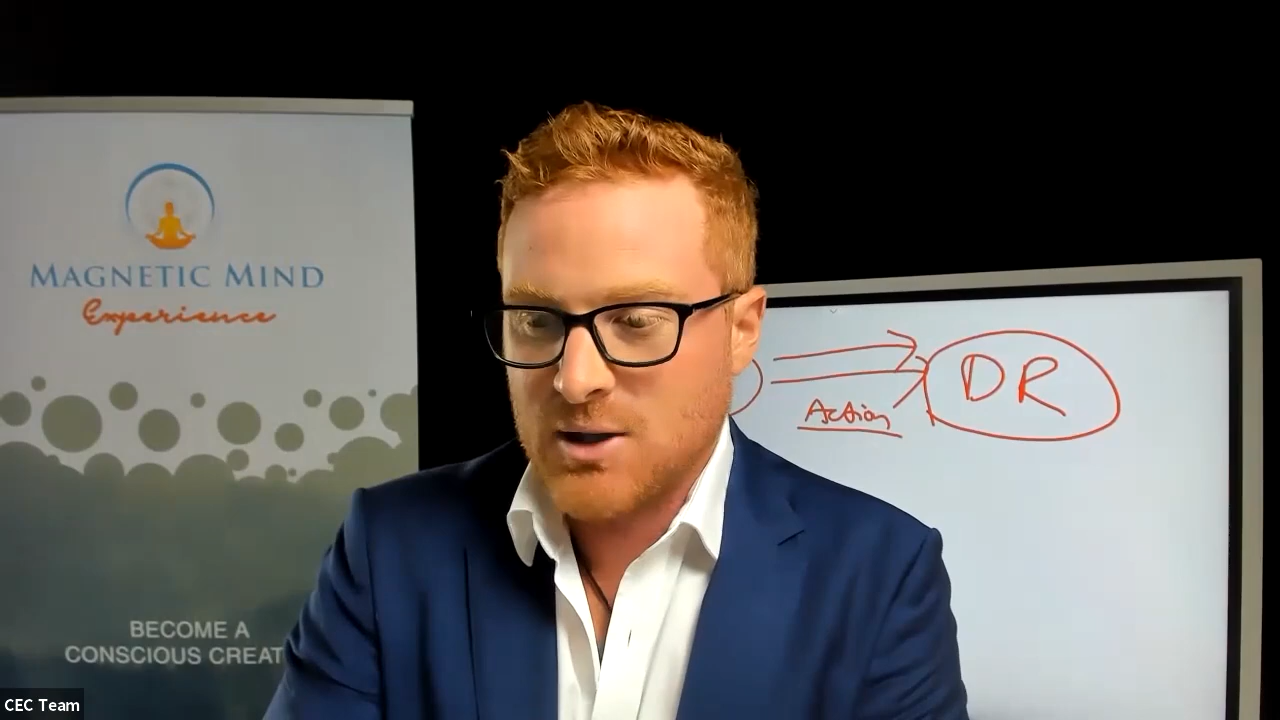 MAGNETIC MIND
Experience
BECOME A
CONSCIOUS CREAT
DR
Action
CEC Team